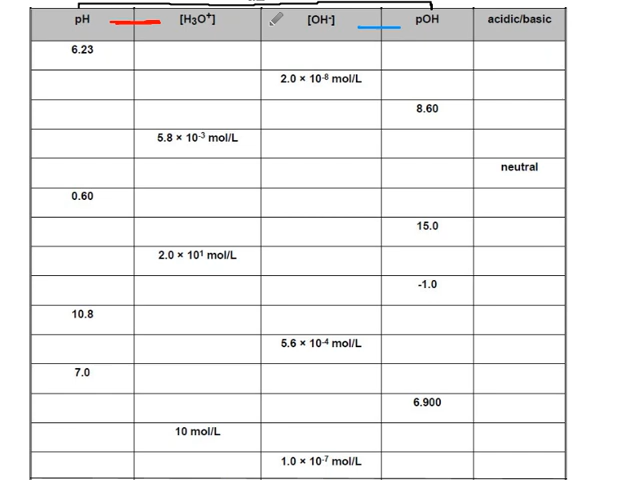 pH [H₃O⁺] [OH⁻] pOH acidic/basic
6.23
2.0 × 10⁻⁸ mol/L
8.60
5.8 × 10⁻³ mol/L
neutral
0.60
15.0
2.0 × 10¹ mol/L
-1.0
10.8
5.6 × 10⁻⁴ mol/L
7.0
6.900
10 mol/L
1.0 × 10⁻⁷ mol/L